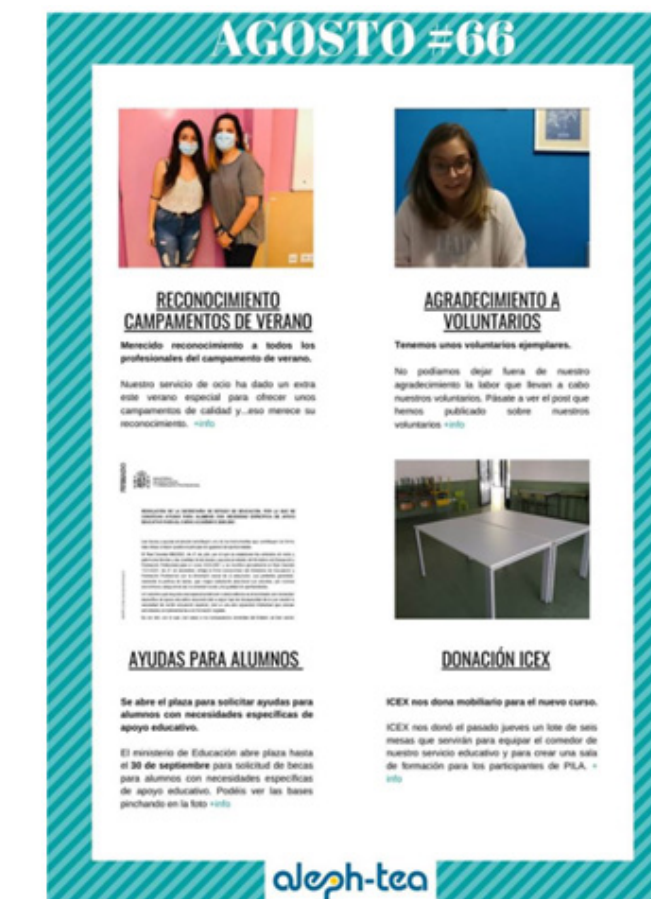 AGOSTO #66
RECONOCIMIENTO
CAMPAMENTOS DE VERANO
Merecido reconocimiento a todos los
profesionales del campamento de verano.
Nuestro servicio de ocio ha dado un extra
este verano especial para ofrecer unos
campamentos de calidad y...eso merece su
reconocimiento. +info
AGRADECIMIENTO A
VOLUNTARIOS
Tenemos unos voluntarios ejemplares.
No podíamos dejar fuera de nuestro
agradecimiento la labor que llevan a cabo
nuestros voluntarios. Pásate a ver el post que
hemos publicado sobre nuestros
voluntarios +info
AYUDAS PARA ALUMNOS
Se abre el plaza para solicitar ayudas para
alumnos con necesidades específicas de
apoyo educativo.
El ministerio de Educación abre plaza hasta
el 30 de septiembre para solicitud de becas
para alumnos con necesidades específicas
de apoyo educativo. Podéis ver las bases
pinchando en la foto +info
DONACIÓN ICEX
ICEX nos dona mobiliario para el nuevo curso.
ICEX nos donó el pasado jueves un lote de seis
mesas que servirán para equipar el comedor de
nuestro servicio educativo y para crear una sala
de formación para los participantes de PILA. +
info
aleph-tea